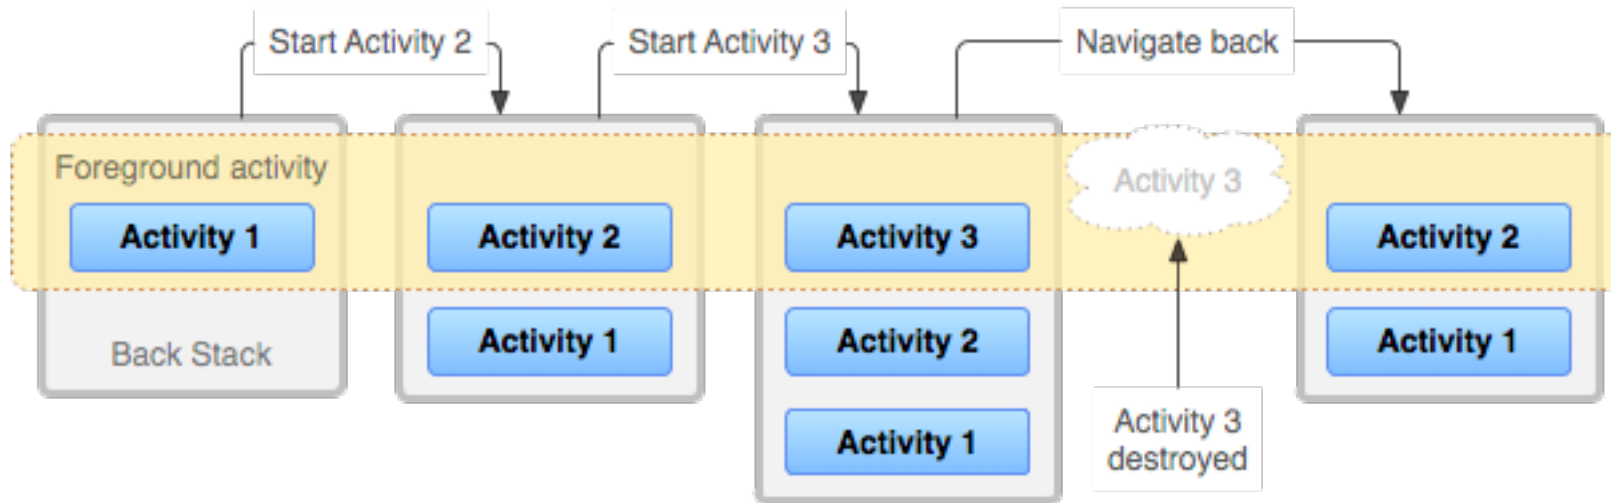 Start Activity 2
Start Activity 3
Navigate back
Foreground activity
Activity 1
Back Stack
Activity 2
Activity 1
Activity 3
Activity 2
Activity 1
Activity 3
Activity 3
destroyed
Activity 2
Activity 1